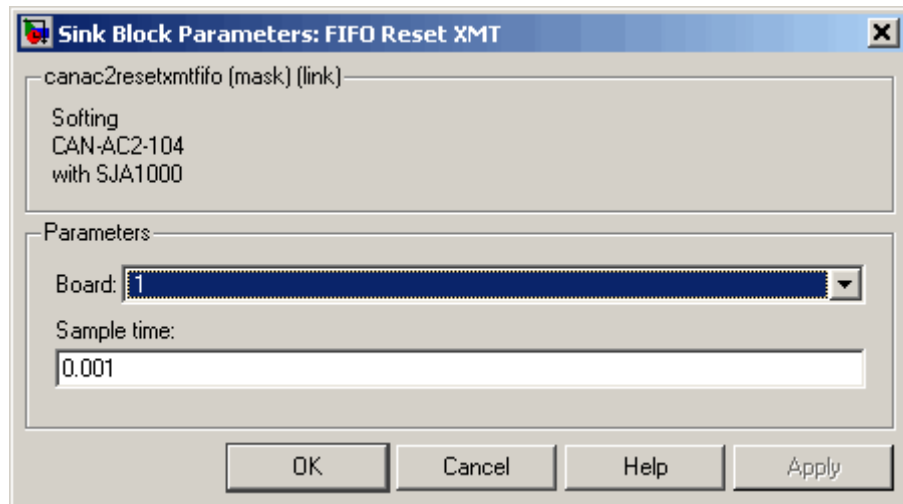 Sink Block Parameters: FIFO Reset XMT
canac2resetxmtfifo (mask) (link)
Softing
CAN-AC2-104
with SJA1000
Parameters
Board: 1
Sample time:
0.001
OK Cancel Help Apply